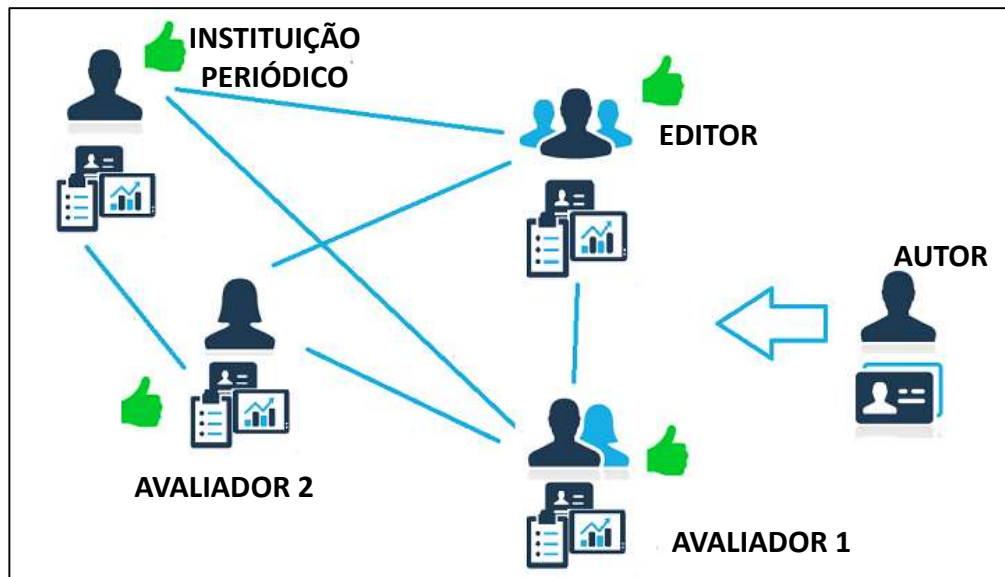 INSTITUIÇÃO
PERIÓDICO
EDITOR
AUTOR
AVALIADOR 2
AVALIADOR 1